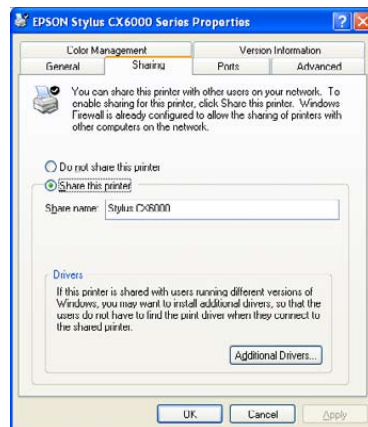 EPSON Stylus CX6000 Series Properties
Color Management Version Information
General Sharing Ports Advanced
You can share this printer with other users on your network. To
enable sharing for this printer, click Share this printer. Windows
Firewall is already configured to allow the sharing of printers with
other computers on the network.
Do not share this printer
Share this printer
Share name: Stylus CX6000
Drivers
If this printer is shared with users running different versions of
Windows, you may want to install additional drivers, so that the
users do not have to find the print driver when they connect to
the shared printer.
Additional Drivers...
OK Cancel Apply